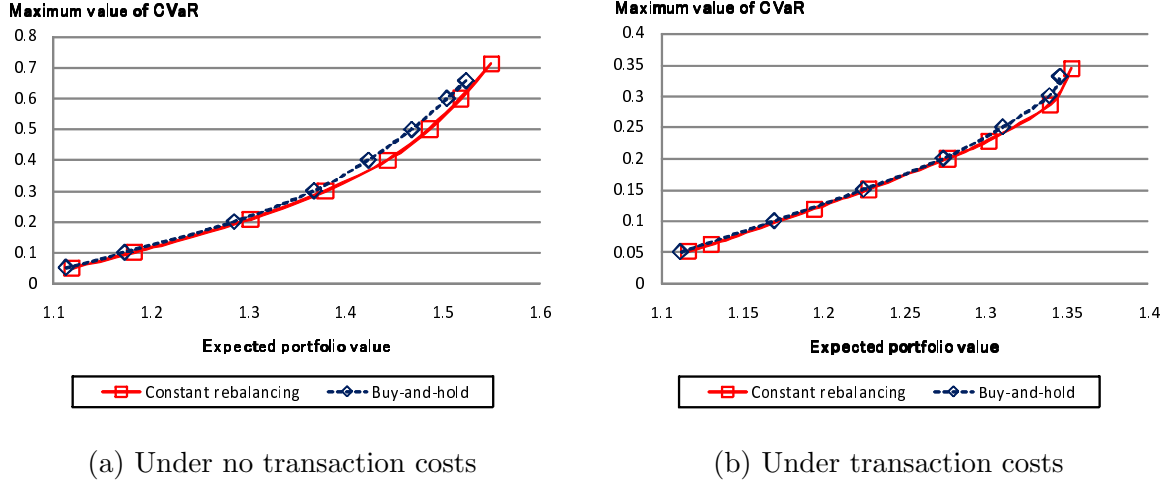 Maximum value of CVaR
0.8
0.7
0.6
0.5
0.4
0.3
0.2
0.1
0
1.1 1.2 1.3 1.4 1.5 1.6
Expected portfolio value
Constant rebalancing Buy-and-hold
(a) Under no transaction costs
Maximum value of CVaR
0.4
0.35
0.3
0.25
0.2
0.15
0.1
0.05
0
1.1 1.15 1.2 1.25 1.3 1.35 1.4
Expected portfolio value
Constant rebalancing Buy-and-hold
(b) Under transaction costs